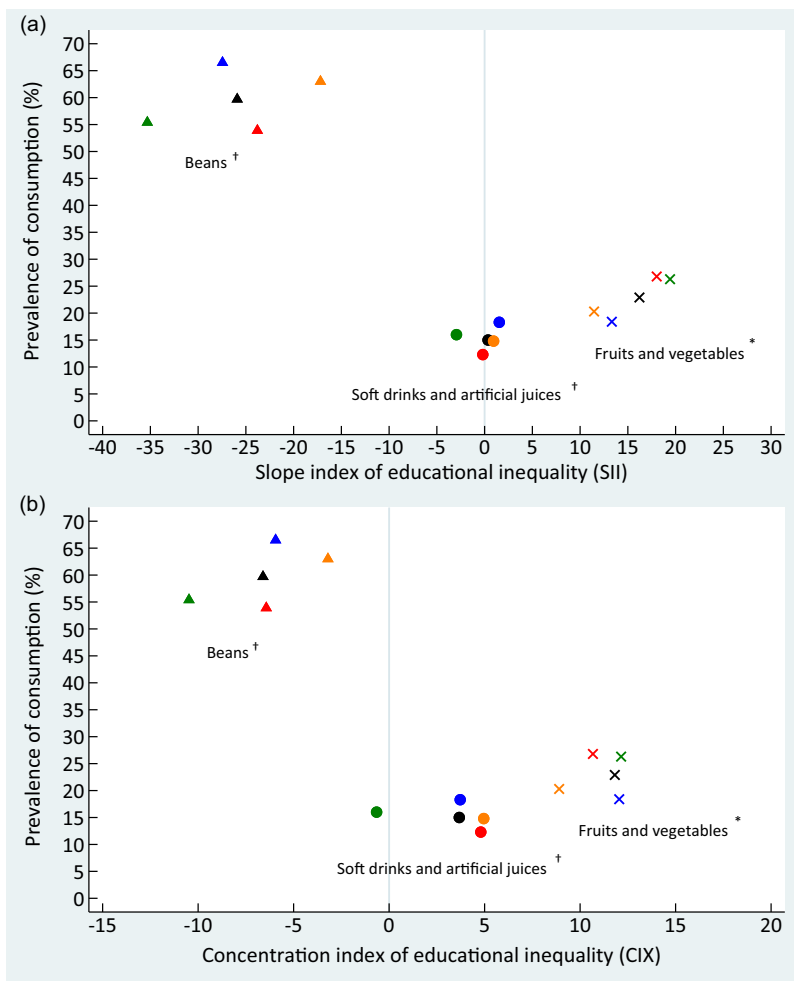 (a)
Prevalence of consumption (%)
70
65
60
55
50
45
40
35
30
25
20
15
10
5
0
Beans †
Fruits and vegetables *
Soft drinks and artificial juices †
-40 -35 -30 -25 -20 -15 -10 -5 0 5 10 15 20 25 30
Slope index of educational inequality (SII)
(b)
Prevalence of consumption (%)
70
65
60
55
50
45
40
35
30
25
20
15
10
5
0
Beans †
Fruits and vegetables *
Soft drinks and artificial juices †
-15 -10 -5 0 5 10 15 20
Concentration index of educational inequality (CIX)